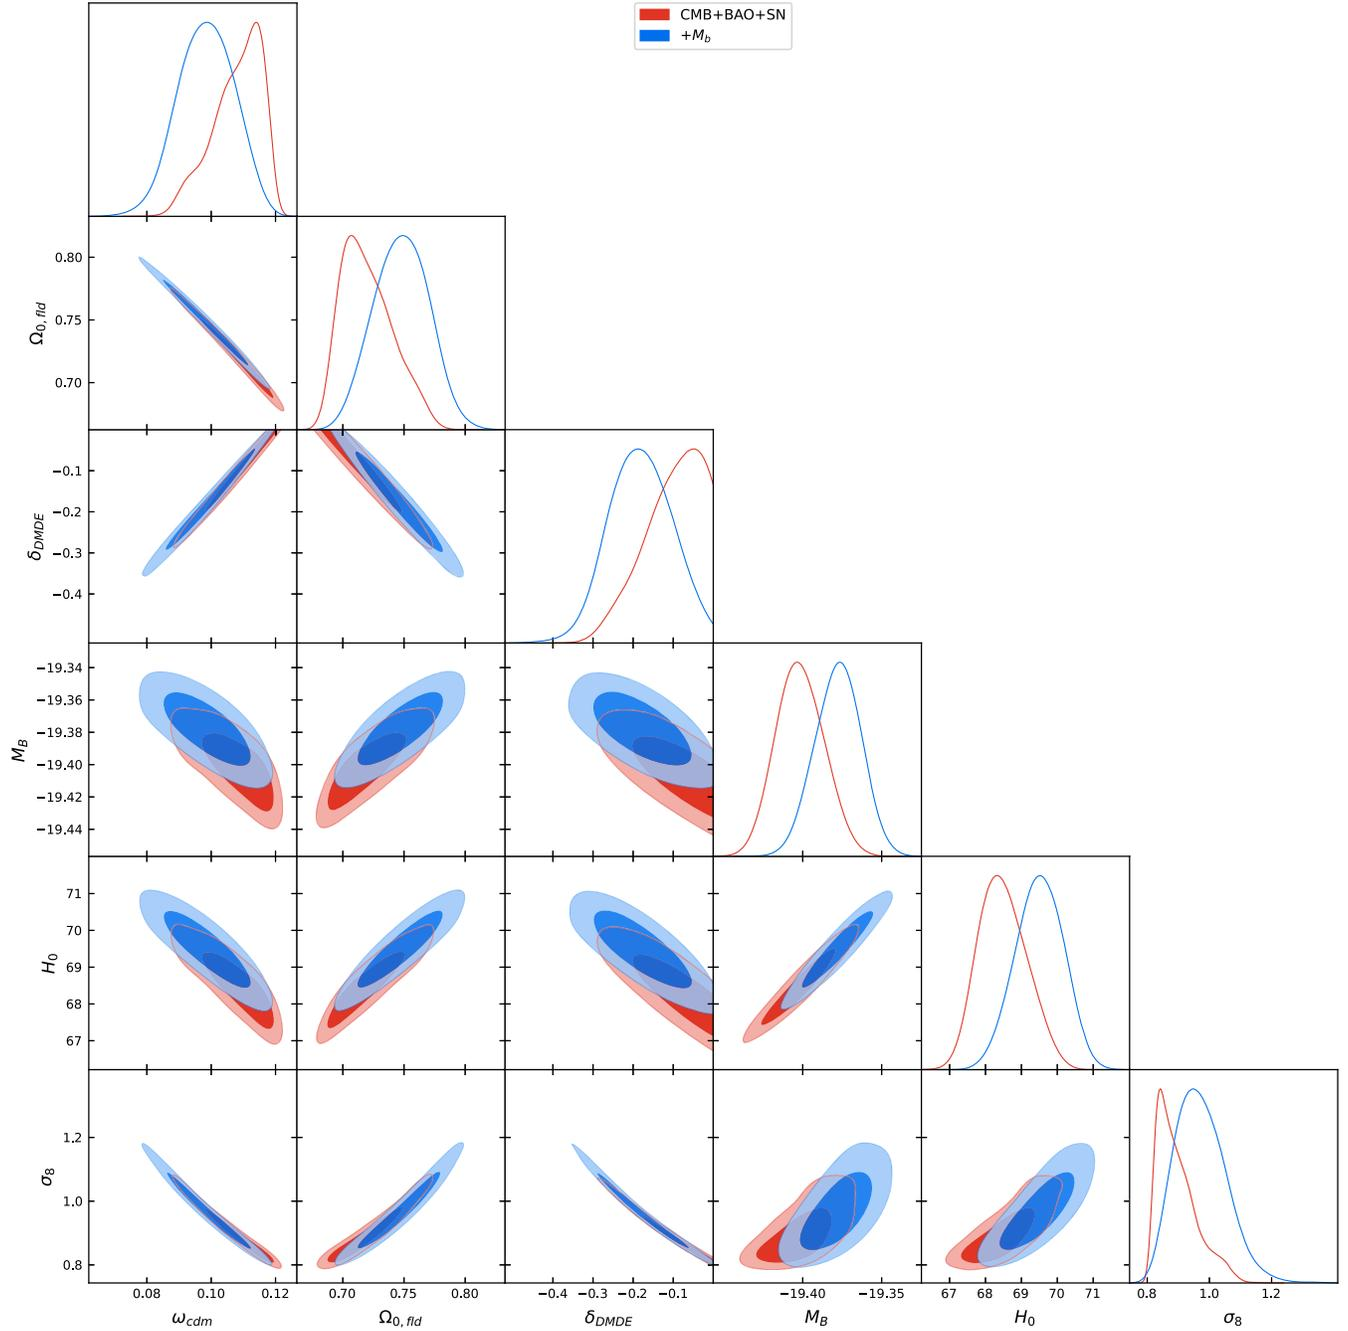 CMB+BAO+SN
+M_b
0.80
0.75
0.70
Ω_{0, fld}
−0.1
−0.2
−0.3
−0.4
δ_{DMDE}
−19.34
−19.36
−19.38
−19.40
−19.42
−19.44
M_B
71
70
69
68
67
H_0
1.2
1.0
0.8
σ_8
0.08 0.10 0.12 0.70 0.75 0.80 −0.4 −0.3 −0.2 −0.1 −19.40 −19.35 67 68 69 70 71 0.8 1.0 1.2
ω_{cdm} Ω_{0, fld} δ_{DMDE} M_B H_0 σ_8